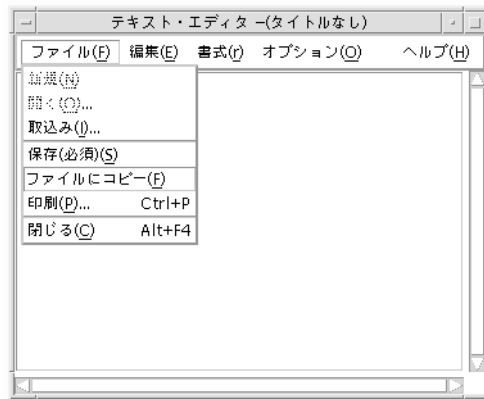 テキスト・エディター -(タイトルなし)
ファイル(F) 編集(E) 書式(r) オプション(O) ヘルプ(H)
新規(N)
開く(O)...
取込み(I)...
保存(必須)(S)
ファイルにコピー(F)
印刷(P)... Ctrl+P
閉じる(C) Alt+F4